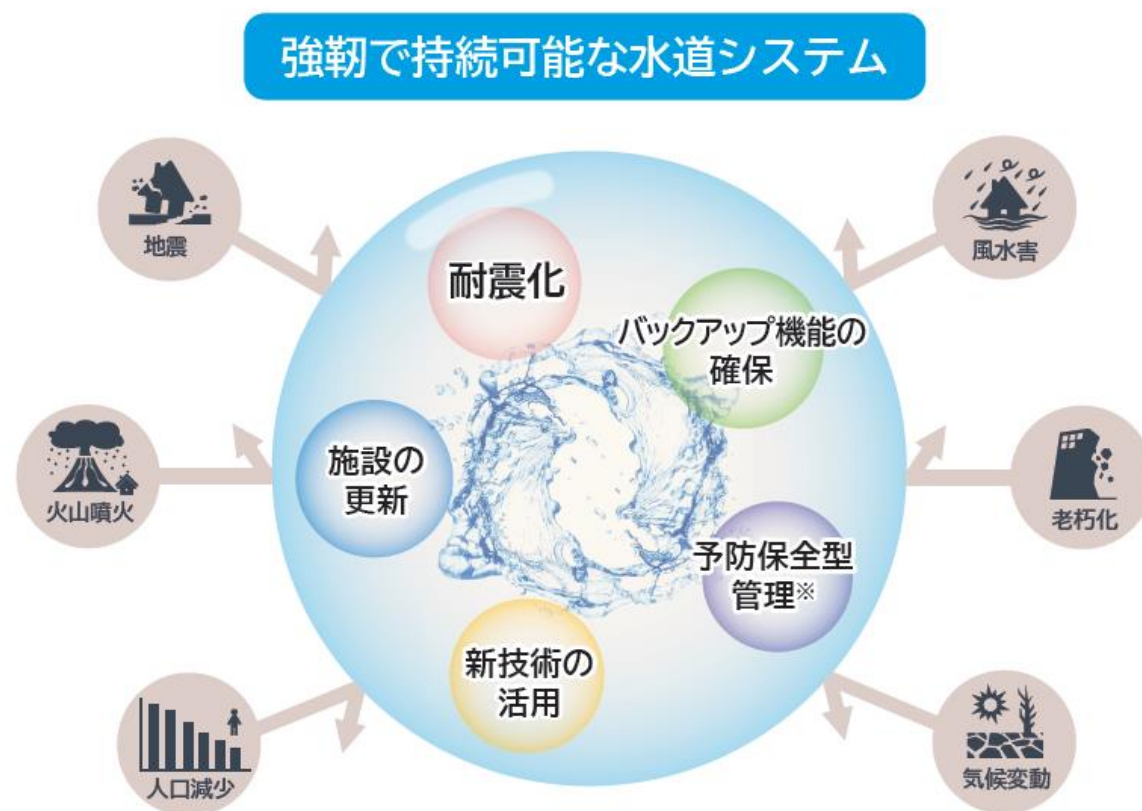 強靭で持続可能な水道システム
地震
風水害
耐震化
バックアップ機能の
確保
施設の
更新
火山噴火
老朽化
予防保全型
管理※
新技術の
活用
人口減少
気候変動